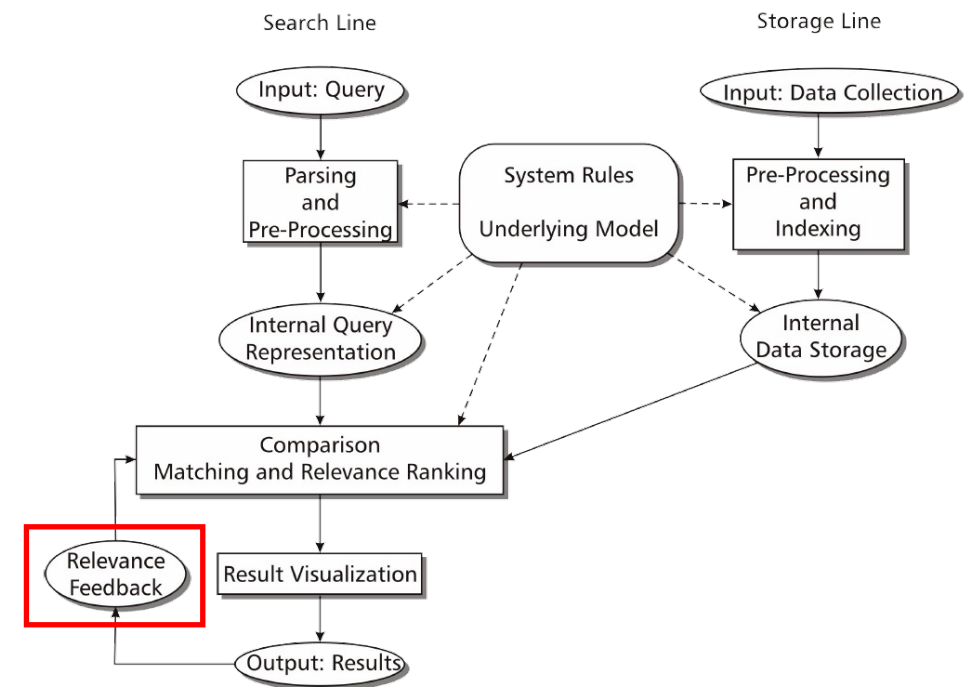 Search Line
Storage Line
Input: Query
Input: Data Collection
Parsing
and
Pre-Processing
System Rules
Underlying Model
Pre-Processing
and
Indexing
Internal Query
Representation
Internal
Data Storage
Comparison
Matching and Relevance Ranking
Relevance
Feedback
Result Visualization
Output: Results